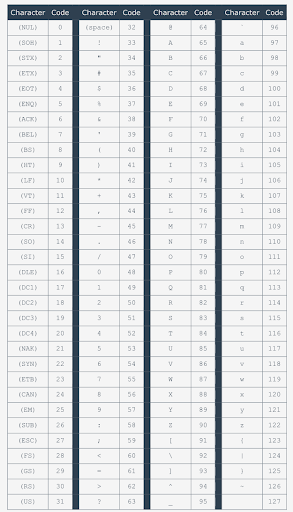 Character Code Character Code Character Code Character Code
(NUL) 0 (space) 32 @ 64 ` 96
(SOH) 1 ! 33 A 65 a 97
(STX) 2 " 34 B 66 b 98
(ETX) 3 # 35 C 67 c 99
(EOT) 4 $ 36 D 68 d 100
(ENQ) 5 % 37 E 69 e 101
(ACK) 6 & 38 F 70 f 102
(BEL) 7 ' 39 G 71 g 103
(BS) 8 ( 40 H 72 h 104
(HT) 9 ) 41 I 73 i 105
(LF) 10 * 42 J 74 j 106
(VT) 11 + 43 K 75 k 107
(FF) 12 , 44 L 76 l 108
(CR) 13 - 45 M 77 m 109
(SO) 14 . 46 N 78 n 110
(SI) 15 / 47 O 79 o 111
(DLE) 16 0 48 P 80 p 112
(DC1) 17 1 49 Q 81 q 113
(DC2) 18 2 50 R 82 r 114
(DC3) 19 3 51 S 83 s 115
(DC4) 20 4 52 T 84 t 116
(NAK) 21 5 53 U 85 u 117
(SYN) 22 6 54 V 86 v 118
(ETB) 23 7 55 W 87 w 119
(CAN) 24 8 56 X 88 x 120
(EM) 25 9 57 Y 89 y 121
(SUB) 26 : 58 Z 90 z 122
(ESC) 27 ; 59 [ 91 { 123
(FS) 28 < 60 \ 92 | 124
(GS) 29 = 61 ] 93 } 125
(RS) 30 > 62 ^ 94 ~ 126
(US) 31 ? 63 _ 95 127